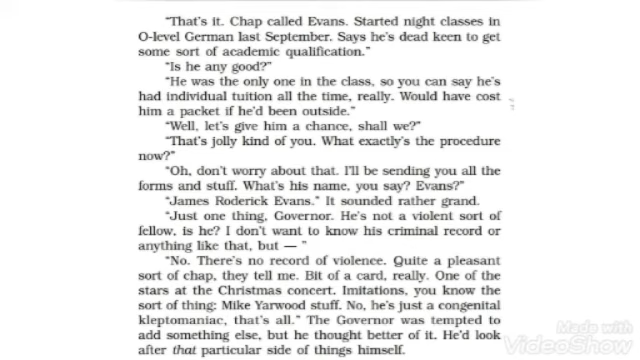 "That's it. Chap called Evans. Started night classes in
O-level German last September. Says he's dead keen to get
some sort of academic qualification."
"Is he any good?"
"He was the only one in the class, so you can say he's
had individual tuition all the time, really. Would have cost
him a packet if he'd been outside."
"Well, let's give him a chance, shall we?"
"That's jolly kind of you. What exactly's the procedure
now?"
"Oh, don't worry about that. I'll be sending you all the
forms and stuff. What's his name, you say? Evans?"
"James Roderick Evans." It sounded rather grand.
"Just one thing, Governor. He's not a violent sort of
fellow, is he? I don't want to know his criminal record or
anything like that, but — "
"No. There's no record of violence. Quite a pleasant
sort of chap, they tell me. Bit of a card, really. One of the
stars at the Christmas concert. Imitations, you know the
sort of thing: Mike Yarwood stuff. No, he's just a congenital
kleptomaniac, that's all." The Governor was tempted to
add something else, but he thought better of it. He'd look
after that particular side of things himself.
Made with
VideoShow